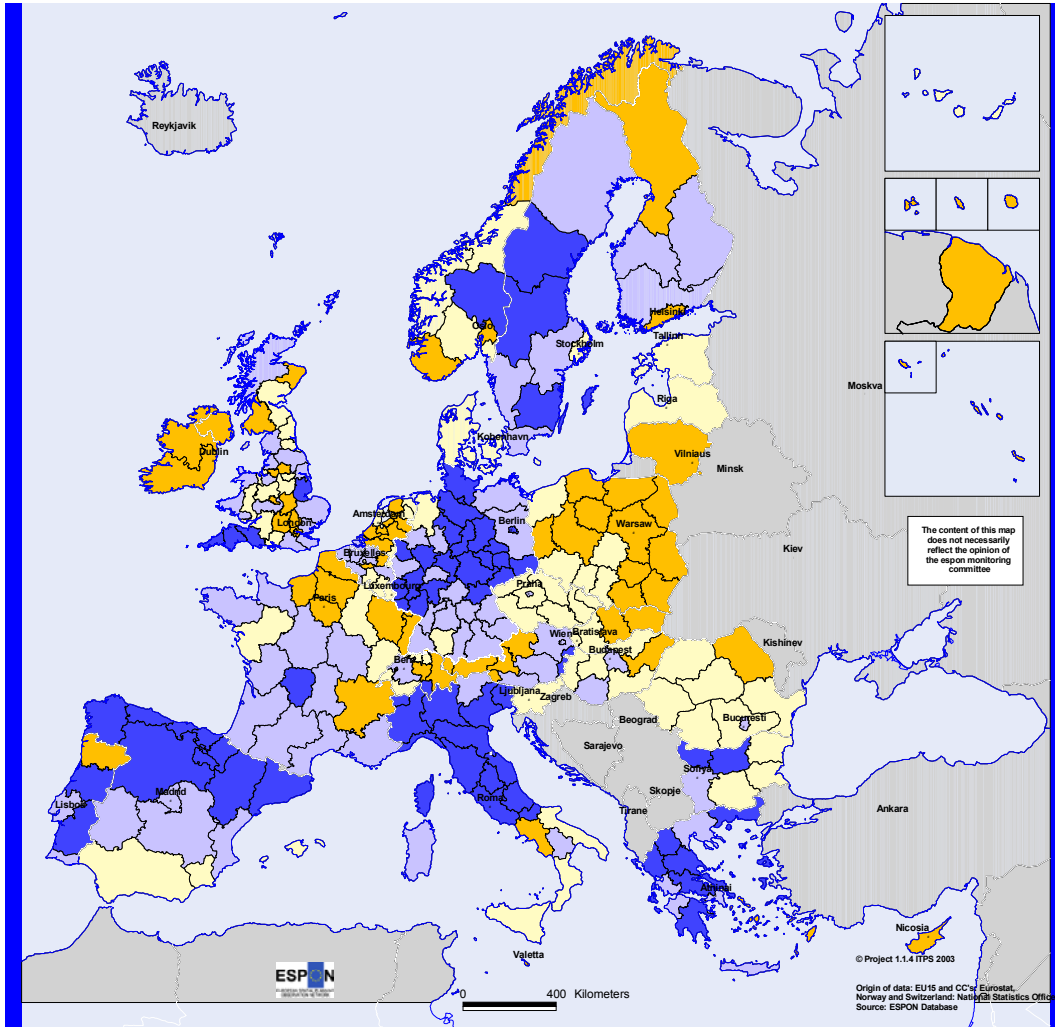 Reykjavik
Helsinki
Oslo
Tallinn
Stockholm
Moskva
Riga
København
Dublin
Vilniaus
Minsk
Amsterdam
London
Berlin
Warsaw
The content of this map
does not necessarily
reflect the opinion of
the espon monitoring
committee
Kiev
Bruxelles
Luxembourg
Praha
Paris
Wien
Bratislava
Kishinev
Bern
Budapest
Ljubljana
Zagreb
Beograd
Bucuresti
Sarajevo
Sofiya
Madrid
Skopje
Roma
Lisboa
Tirane
Ankara
Athinai
Nicosia
Valetta
© Project 1.1.4 ITPS 2003
ESPON
0 400 Kilometers
Origin of data: EU15 and CC's: Eurostat,
Norway and Switzerland: National Statistics Offic
Source: ESPON Database